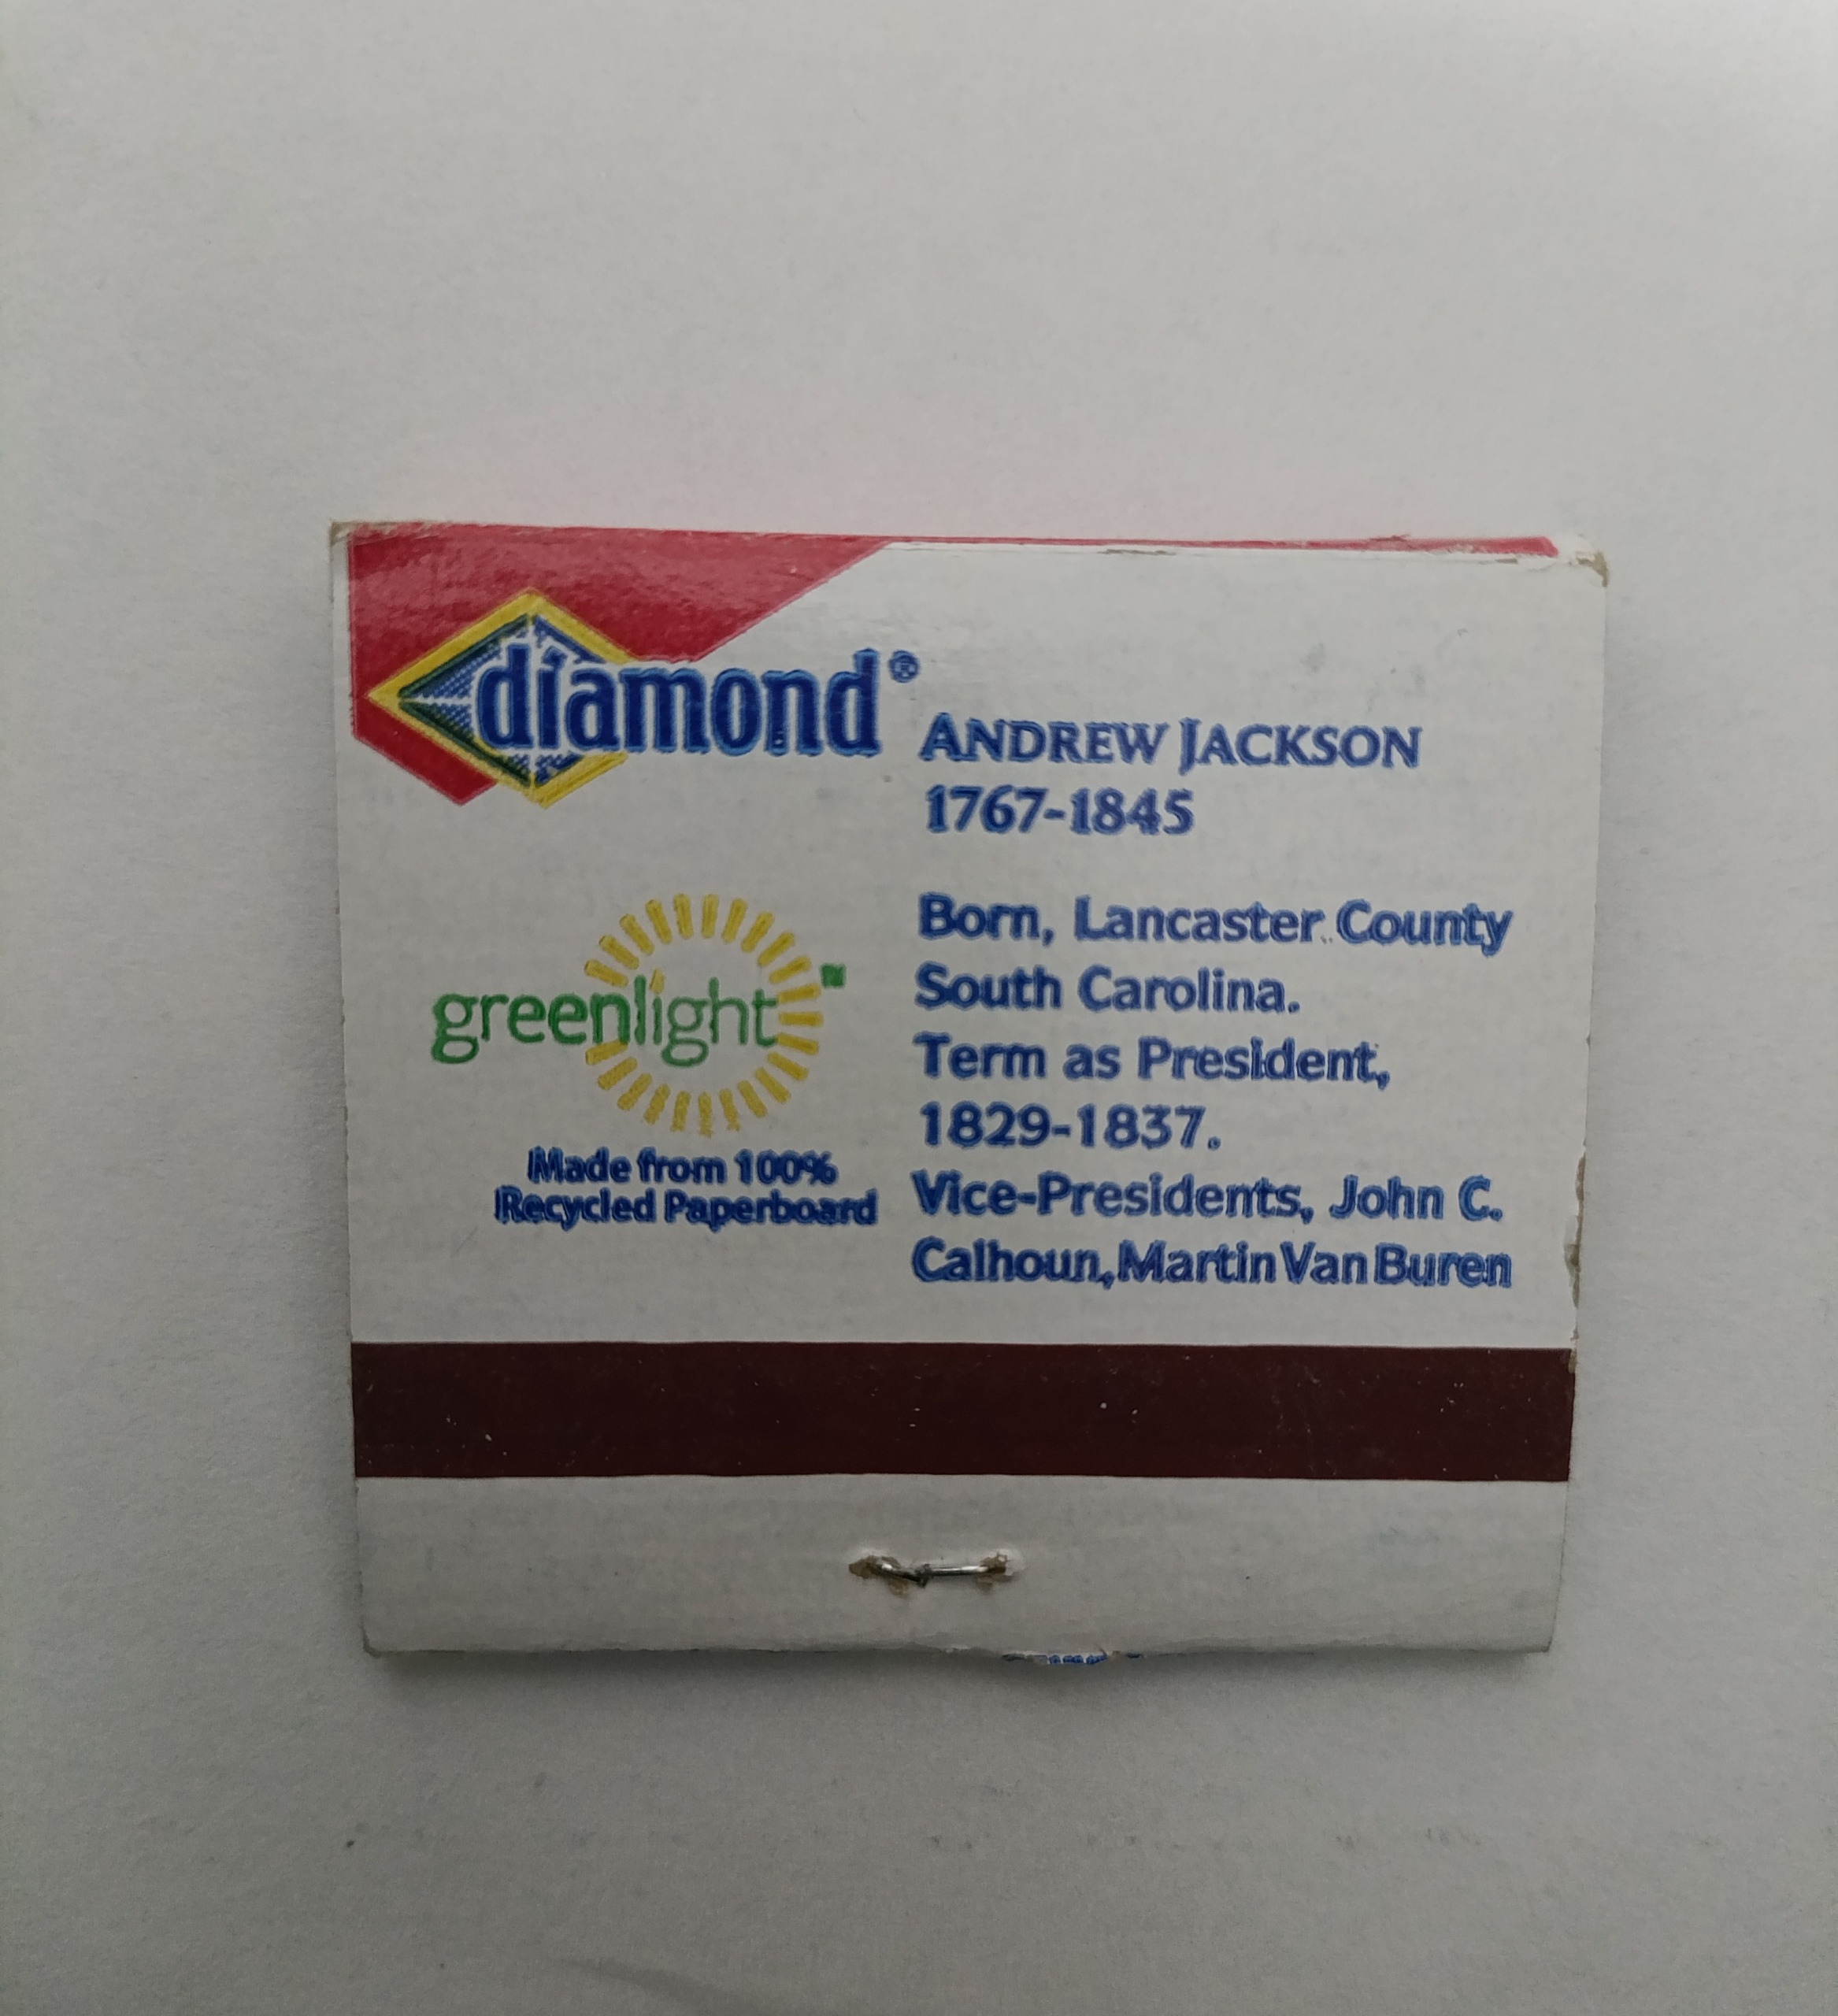 diamond®
ANDREW JACKSON
1767-1845
Born, Lancaster County
South Carolina.
Term as President,
1829-1837.
Vice-Presidents, John C.
Calhoun, Martin Van Buren
greenlight™
Made from 100%
Recycled Paperboard